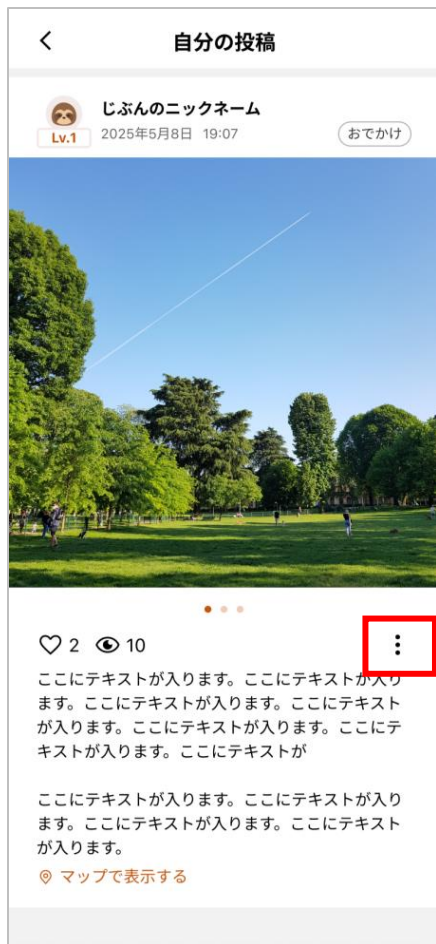 自分の投稿
じぶんのニックネーム
Lv.1
2025年5月8日 19:07
おでかけ
2
10
ここにテキストが入ります。ここにテキストが入り
ます。ここにテキストが入ります。ここにテキスト
が入ります。ここにテキストが入ります。ここにテ
キストが入ります。ここにテキストが
ここにテキストが入ります。ここにテキストが入り
ます。ここにテキストが入ります。ここにテキスト
が入ります。
マップで表示する